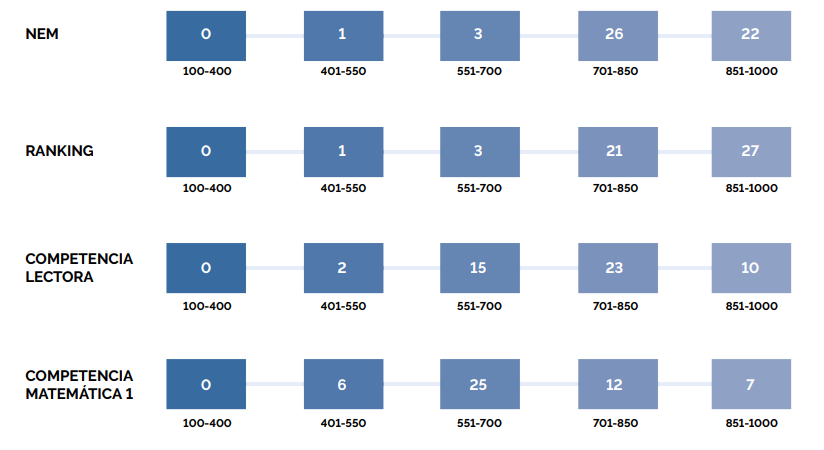 NEM
0 1 3 26 22
100-400 401-550 551-700 701-850 851-1000
RANKING
0 1 3 21 27
100-400 401-550 551-700 701-850 851-1000
COMPETENCIA
LECTORA
0 2 15 23 10
100-400 401-550 551-700 701-850 851-1000
COMPETENCIA
MATEMÁTICA 1
0 6 25 12 7
100-400 401-550 551-700 701-850 851-1000